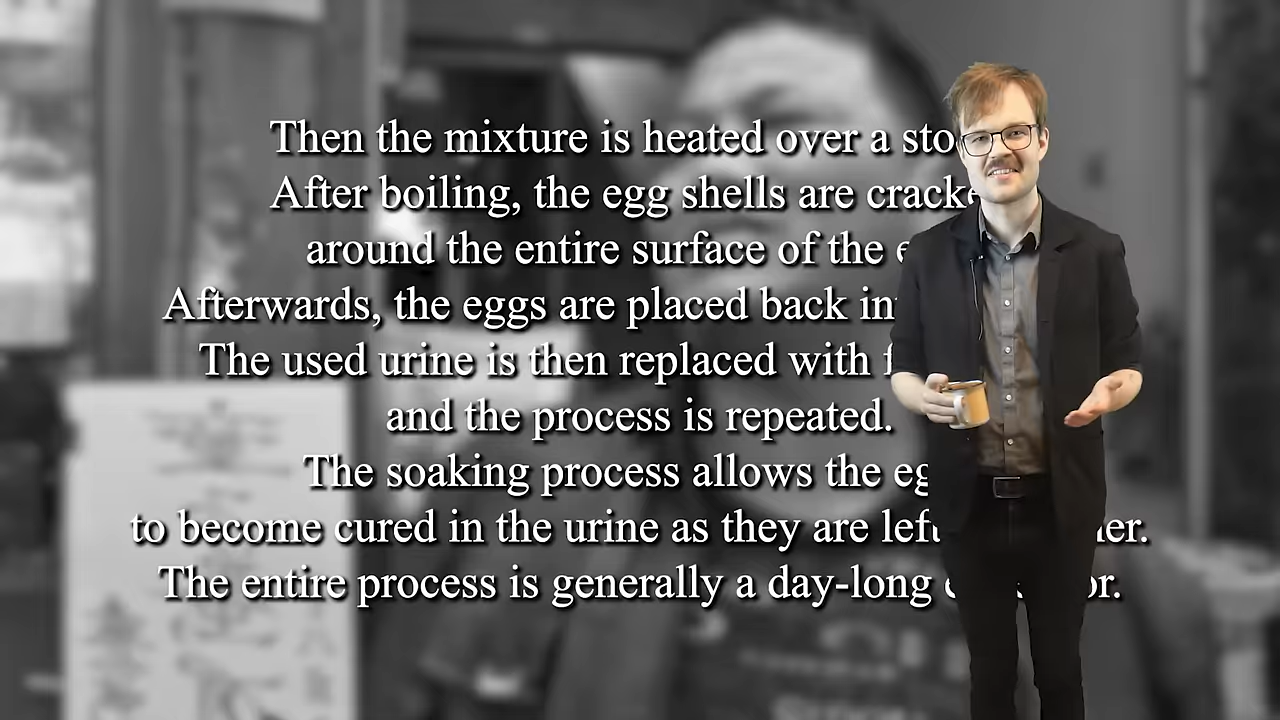 Then the mixture is heated over a
After boiling, the egg shells are
around the entire surface of the
Afterwards, the eggs are placed back
The used urine is then replaced with
and the process is repeated.
The soaking process allows the
to become cured in the urine as they are
The entire process is generally a day-long